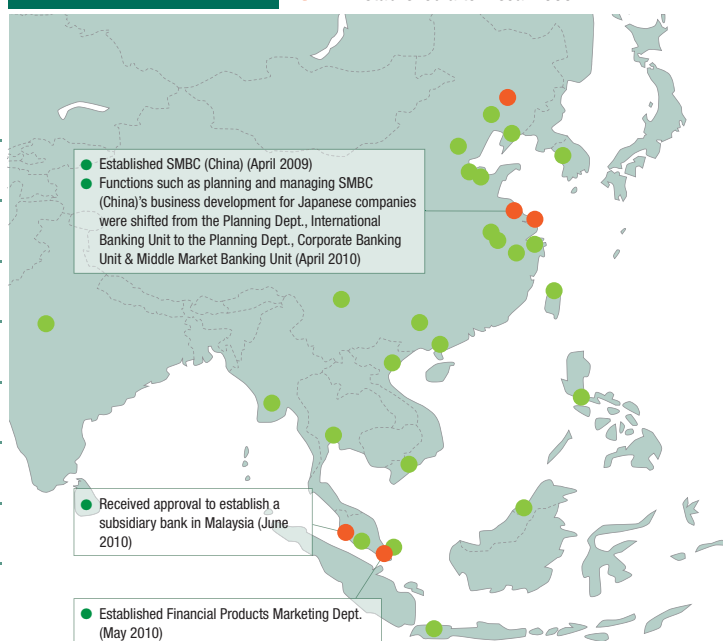 Established SMBC (China) (April 2009)
Functions such as planning and managing SMBC
(China)'s business development for Japanese companies
were shifted from the Planning Dept., International
Banking Unit to the Planning Dept., Corporate Banking
Unit & Middle Market Banking Unit (April 2010)
Received approval to establish a
subsidiary bank in Malaysia (June
2010)
Established Financial Products Marketing Dept.
(May 2010)